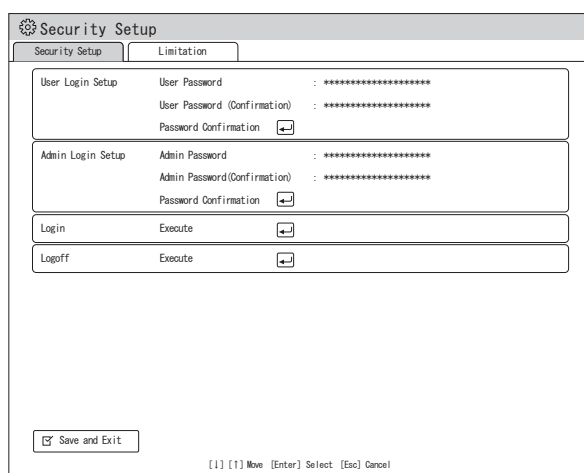 Security Setup
Security Setup Limitation
User Login Setup User Password : ********************
User Password (Confirmation) : ********************
Password Confirmation
Admin Login Setup Admin Password : ********************
Admin Password(Confirmation) : ********************
Password Confirmation
Login Execute
Logoff Execute
Save and Exit
[↓] [↑] Move [Enter] Select [Esc] Cancel